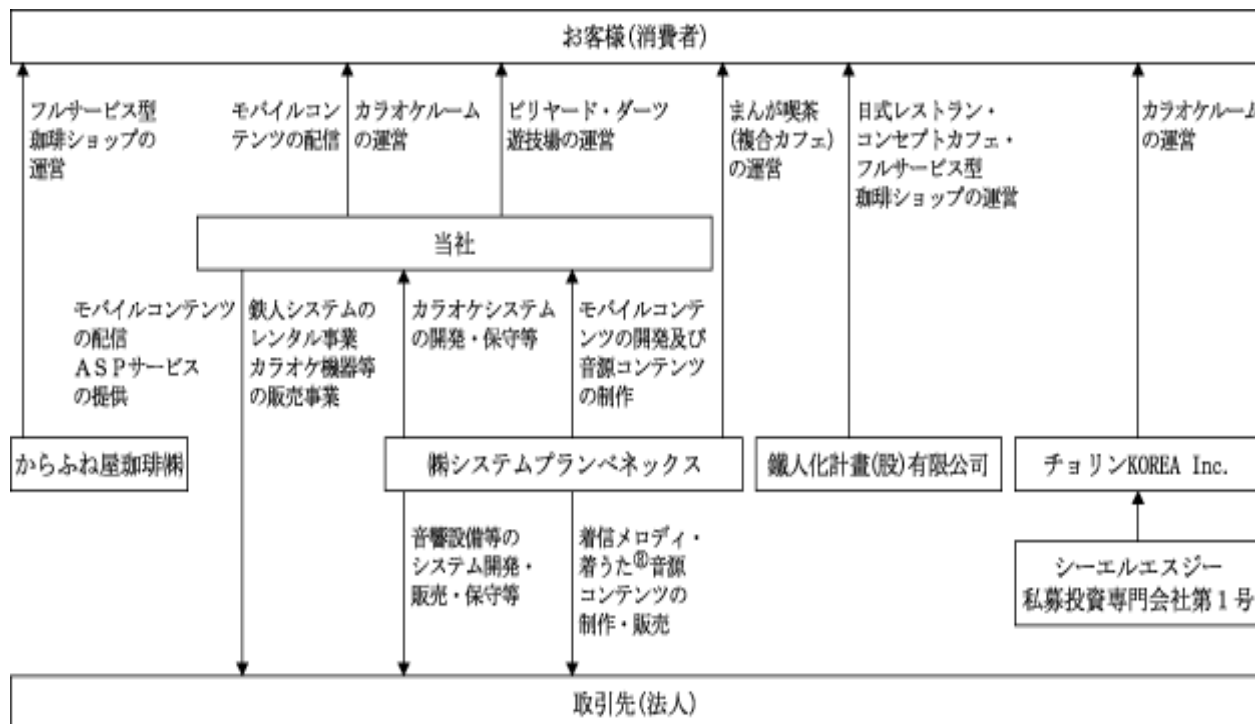 お客様(消費者)
フルサービス型
珈琲ショップの
運営
モバイルコン
テンツの配信
カラオケルーム
の運営
ビリヤード・ダーツ
遊技場の運営
まんが喫茶
(複合カフェ)
の運営
日式レストラン・
コンセプトカフェ・
フルサービス型
珈琲ショップの運営
カラオケルーム
の運営
当社
モバイルコンテンツ
の配信
ASPサービス
の提供
鉄人システムの
レンタル事業
カラオケ機器等
の販売事業
カラオケシステム
の開発・保守等
モバイルコンテ
ンツの開発及び
音源コンテンツ
の制作
からふね屋珈琲㈱
㈱システムプランベネックス
鐵人化計畫(股)有限公司
チョリンKOREA Inc.
音響設備等の
システム開発・
販売・保守等
着信メロディ・
着うた®音源
コンテンツの
制作・販売
シーエルエスジー
私募投資専門会社第1号
取引先(法人)